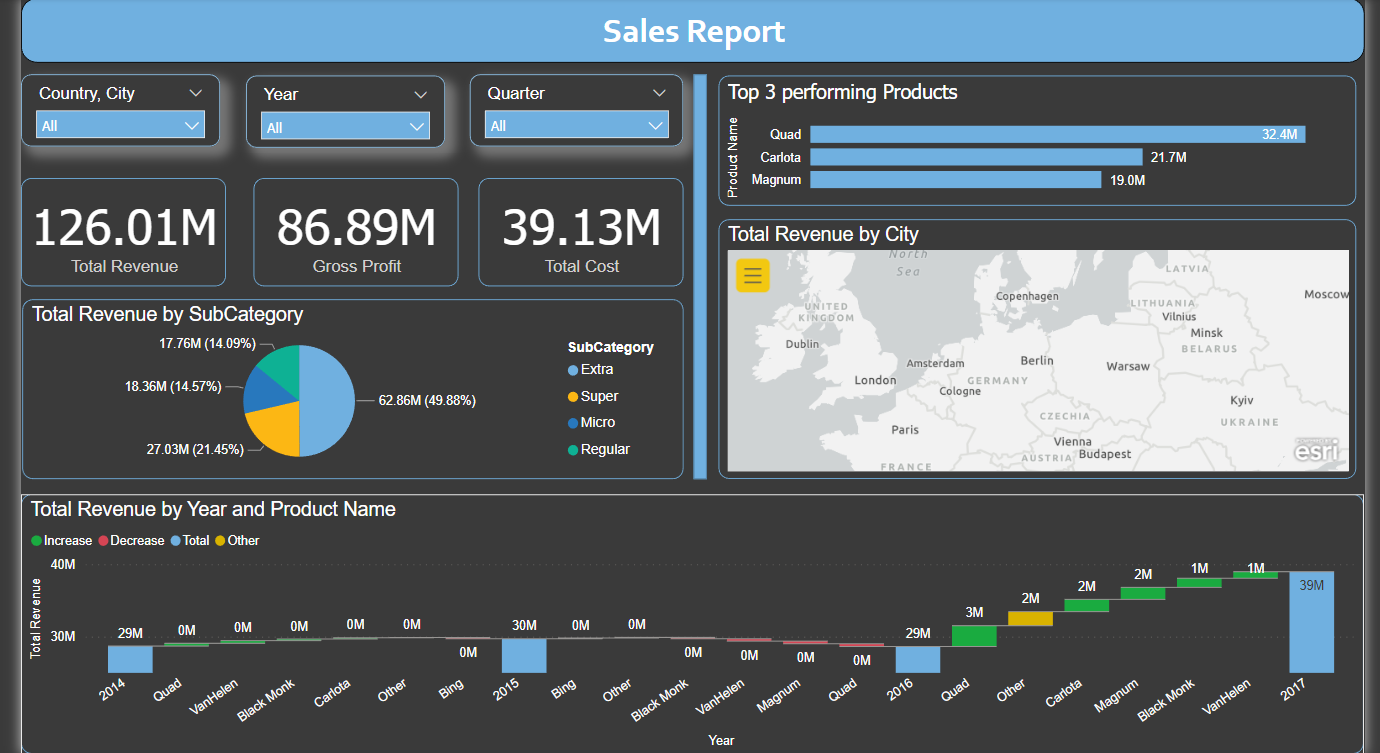 Sales Report
Country, City
All
Year
All
Quarter
All
126.01M
Total Revenue
86.89M
Gross Profit
39.13M
Total Cost
Top 3 performing Products
Product Name
Quad 32.4M
Carlota 21.7M
Magnum 19.0M
Total Revenue by SubCategory
17.76M (14.09%)
18.36M (14.57%)
62.86M (49.88%)
27.03M (21.45%)
SubCategory
Extra
Super
Micro
Regular
Total Revenue by City
North
Sea
LATVIA
Copenhagen
Moscow
UNITED
KINGDOM
LITHUANIA
Vilnius
Dublin
Minsk
BELARUS
Amsterdam
Berlin
Warsaw
London
Cologne
GERMANY
Kyiv
Paris
CZECHIA
UKRAINE
Vienna
AUSTRIA
Budapest
FRANCE
esri
Total Revenue by Year and Product Name
Increase Decrease Total Other
Total Revenue
40M
30M
29M 0M 0M 0M 0M 0M 0M 30M 0M 0M 0M 0M 0M 0M 29M 3M 2M 2M 2M 1M 1M 39M
2014 Quad VanHelen Black Monk Carlota Other Bing 2015 Bing Other Black Monk VanHelen Magnum Quad 2016 Quad Other Carlota Magnum Black Monk VanHelen 2017
Year